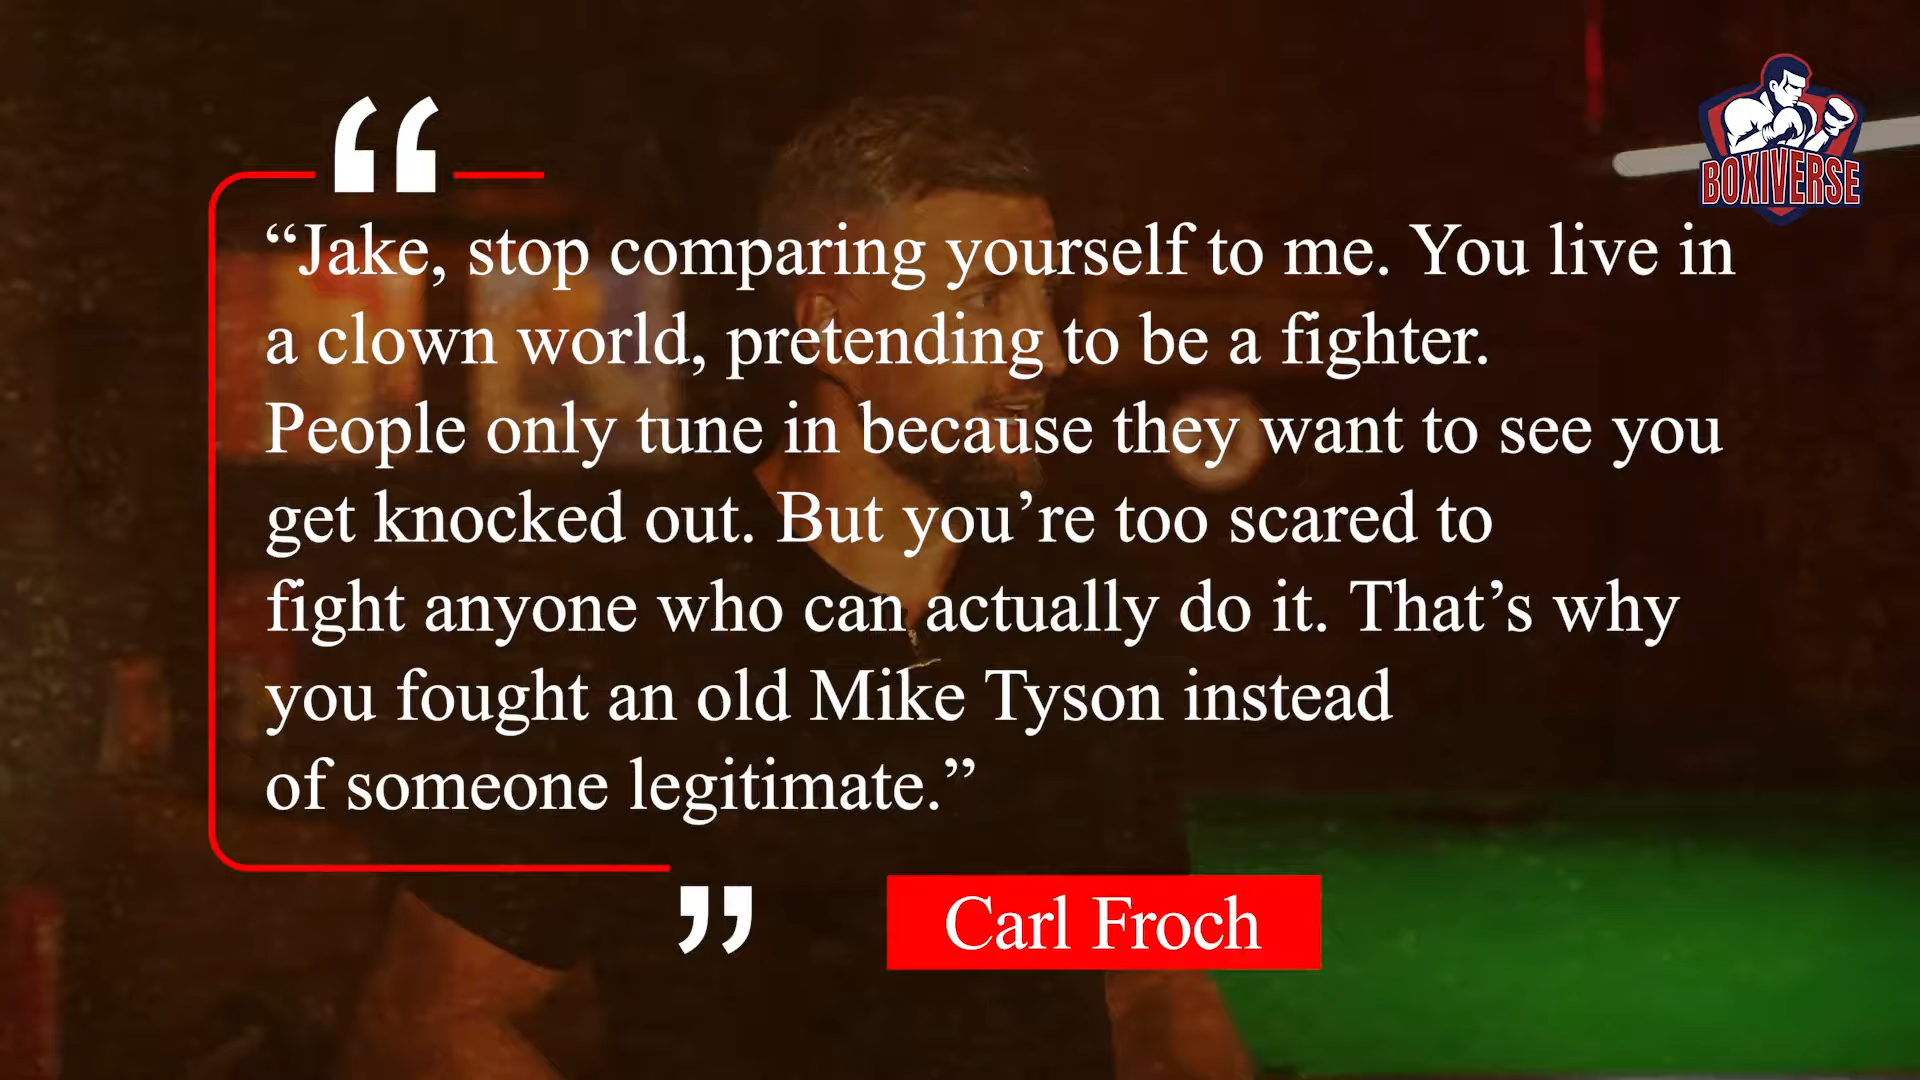 BOXIVERSE
“Jake, stop comparing yourself to me. You live in
a clown world, pretending to be a fighter.
People only tune in because they want to see you
get knocked out. But you’re too scared to
fight anyone who can actually do it. That’s why
you fought an old Mike Tyson instead
of someone legitimate.”
Carl Froch